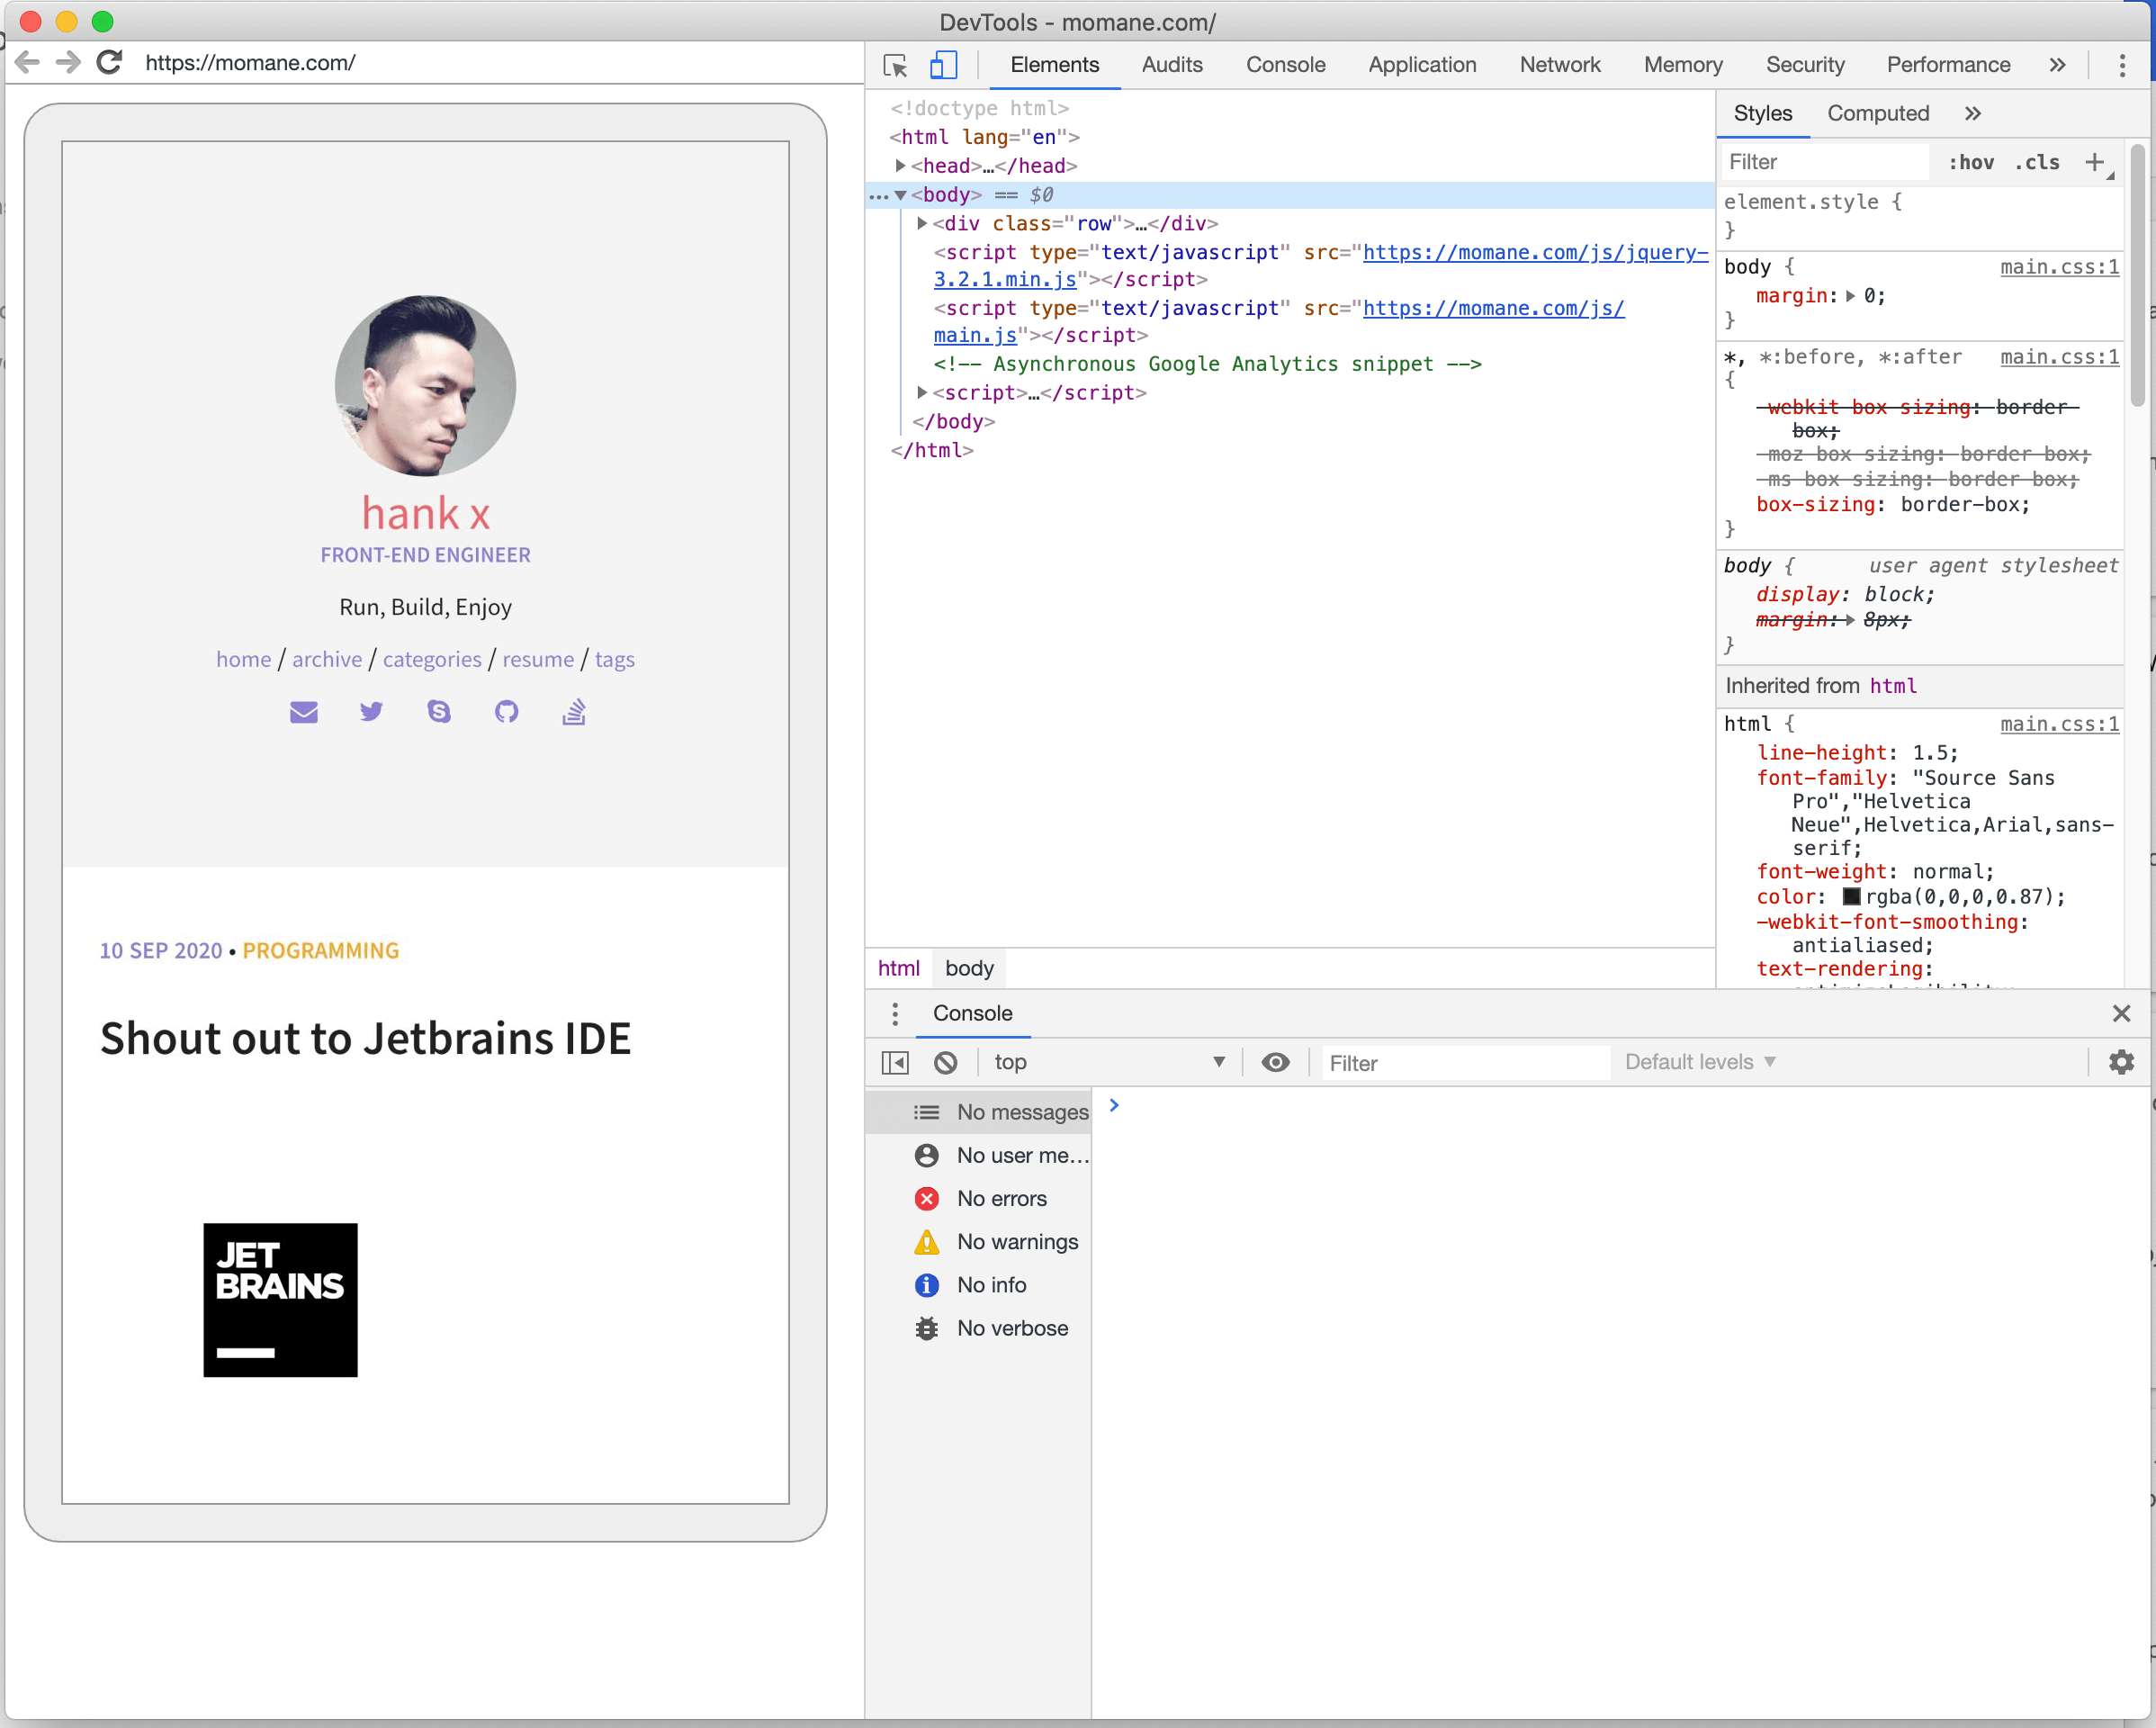 DevTools - momane.com/
https://momane.com/
hank x
FRONT-END ENGINEER
Run, Build, Enjoy
home / archive / categories / resume / tags
10 SEP 2020 • PROGRAMMING
Shout out to Jetbrains IDE
JET
BRAINS
Elements Audits Console Application Network Memory Security Performance »
<!doctype html>
<html lang="en">
<head>…</head>
<body> == $0
<div class="row">…</div>
<script type="text/javascript" src="https://momane.com/js/jquery-
3.2.1.min.js"></script>
<script type="text/javascript" src="https://momane.com/js/
main.js"></script>
<!-- Asynchronous Google Analytics snippet -->
<script>…</script>
</body>
</html>
html body
Styles Computed »
Filter :hov .cls +
element.style {
}
body { main.css:1
margin: 0;
}
*, *:before, *:after main.css:1
{
-webkit-box-sizing: border-
box;
-moz-box-sizing: border-box;
-ms-box-sizing: border-box;
box-sizing: border-box;
}
body { user agent stylesheet
display: block;
margin: 8px;
}
Inherited from html
html { main.css:1
line-height: 1.5;
font-family: "Source Sans
Pro","Helvetica
Neue",Helvetica,Arial,sans-
serif;
font-weight: normal;
color: rgba(0,0,0,0.87);
-webkit-font-smoothing:
antialiased;
text-rendering:
Console
top Filter Default levels
No messages
No user me…
No errors
No warnings
No info
No verbose